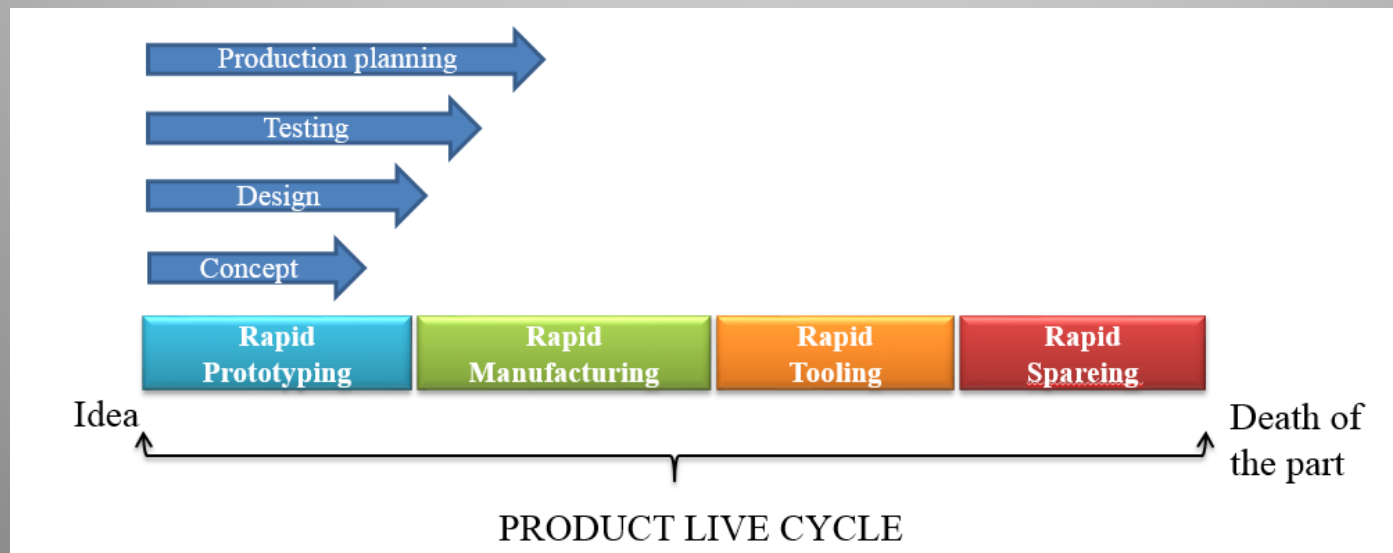 Production planning
Testing
Design
Concept
Rapid
Prototyping
Rapid
Manufacturing
Rapid
Tooling
Rapid
Spareing
Idea
Death of
the part
PRODUCT LIVE CYCLE